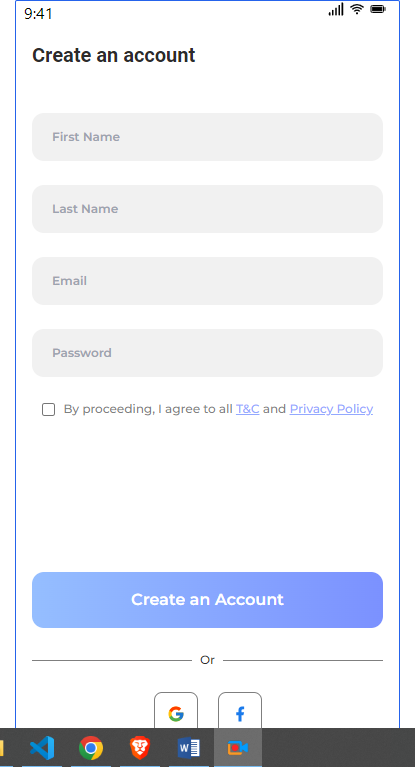 9:41
Create an account
First Name
Last Name
Email
Password
By proceeding, I agree to all T&C and Privacy Policy
Create an Account
Or